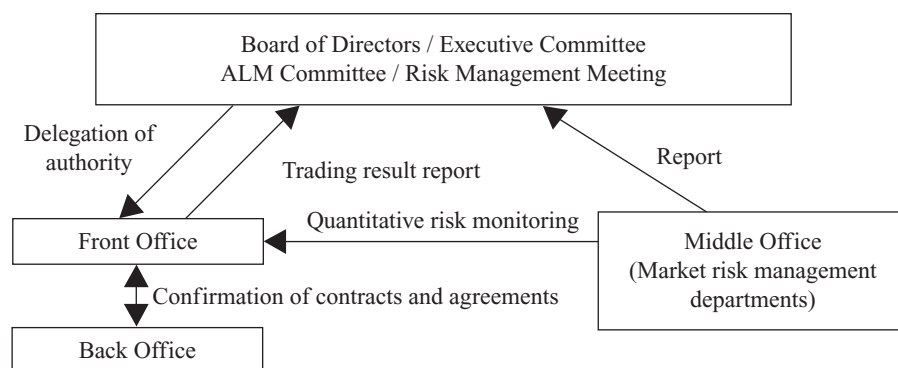 Board of Directors / Executive Committee
ALM Committee / Risk Management Meeting
Delegation of
authority
Trading result report
Report
Quantitative risk monitoring
Front Office
Middle Office
(Market risk management
departments)
Confirmation of contracts and agreements
Back Office